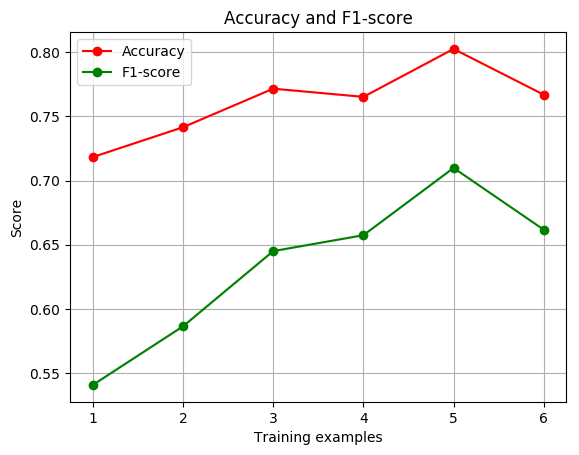 Accuracy and F1-score
Accuracy
F1-score
Score
0.80
0.75
0.70
0.65
0.60
0.55
1 2 3 4 5 6
Training examples